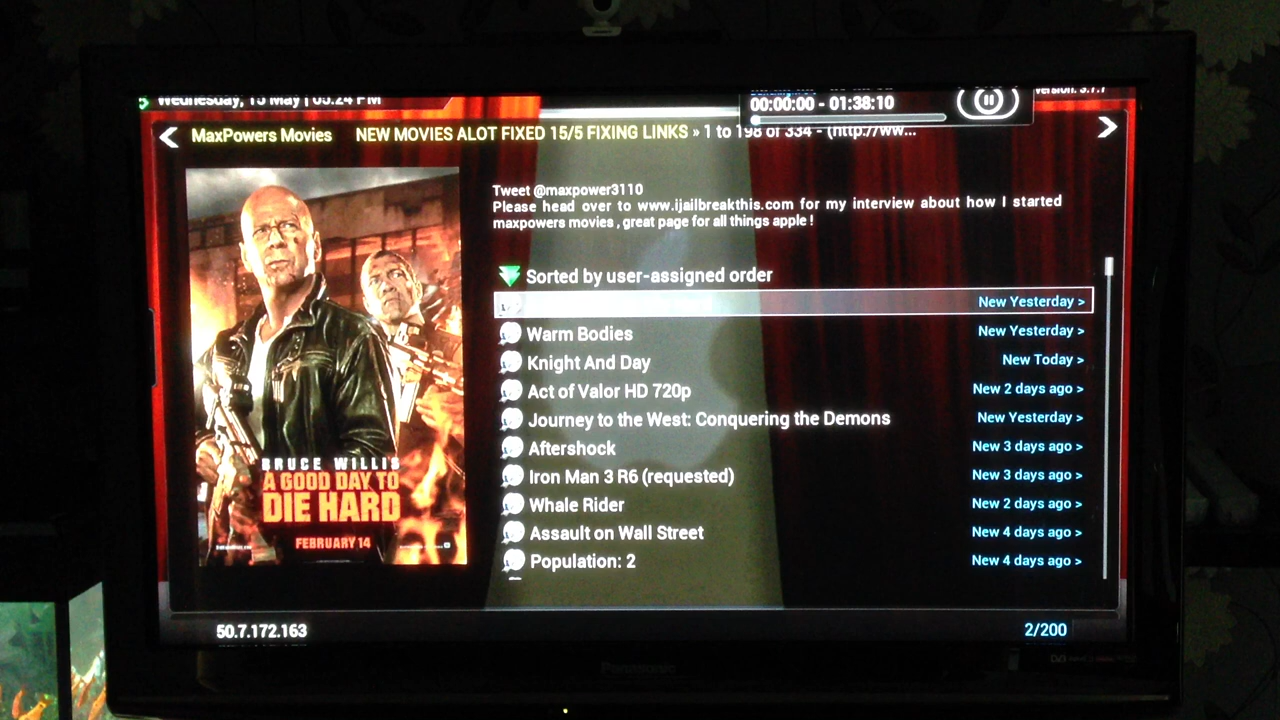 Wednesday, 15 May | 05:24 PM
00:00:00 - 01:38:10
version: 3.7.7
MaxPowers Movies NEW MOVIES ALOT FIXED 15/5 FIXING LINKS » 1 to 198 of 334 - (http://ww...
Tweet @maxpower3110
Please head over to www.ijailbreakthis.com for my interview about how I started
maxpowers movies , great page for all things apple !
Sorted by user-assigned order
New Yesterday >
Warm Bodies New Yesterday >
Knight And Day New Today >
Act of Valor HD 720p New 2 days ago >
Journey to the West: Conquering the Demons New Yesterday >
Aftershock New 3 days ago >
Iron Man 3 R6 (requested) New 3 days ago >
Whale Rider New 2 days ago >
Assault on Wall Street New 4 days ago >
Population: 2 New 4 days ago >
BRUCE WILLIS
A GOOD DAY TO
DIE HARD
FEBRUARY 14
50.7.172.163 2/200
Panasonic